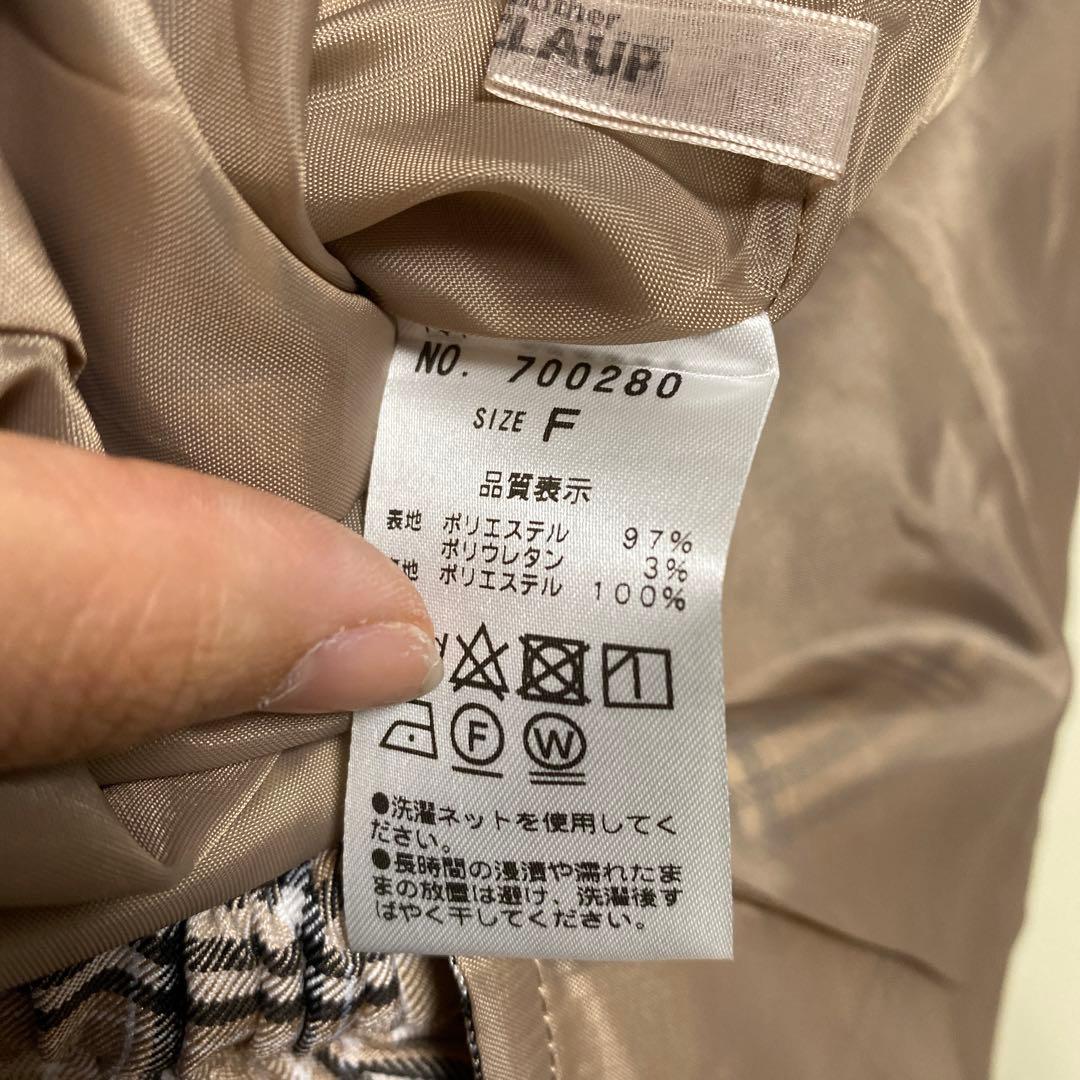 NO. 700280
SIZE F
品質表示
表地 ポリエステル 97%
ポリウレタン 3%
地 ポリエステル 100%
F W
●洗濯ネットを使用してく
ださい。
●長時間の浸漬や濡れたま
まの放置は避け、洗濯後す
ばやく干してください。